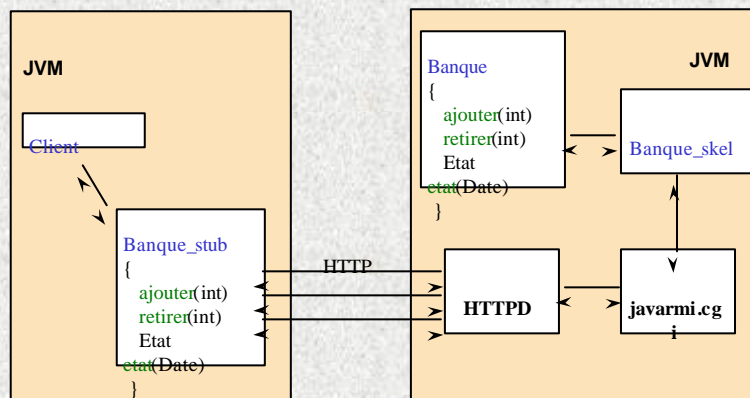 JVM
Client
Banque_stub
{
ajouter(int)
retirer(int)
Etat
etat(Date)
}
HTTP
JVM
Banque
{
ajouter(int)
retirer(int)
Etat
etat(Date)
}
Banque_skel
HTTPD
javarmi.cg
i